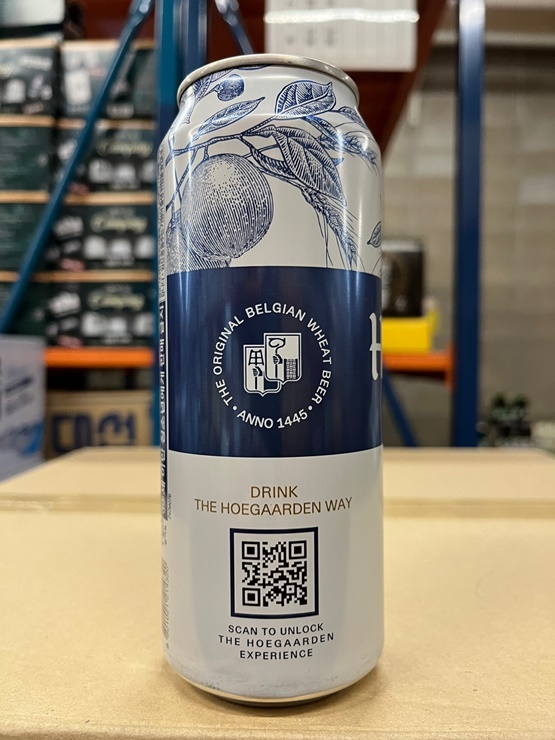 THE ORIGINAL BELGIAN WHEAT BEER
• ANNO 1445 •
H
DRINK
THE HOEGAARDEN WAY
SCAN TO UNLOCK
THE HOEGAARDEN
EXPERIENCE